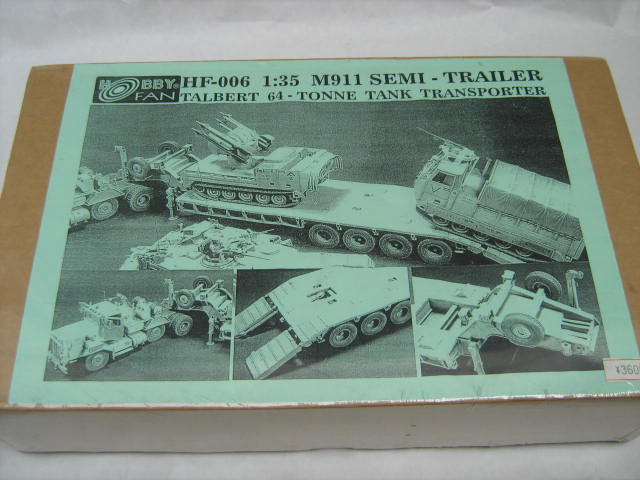 HOBBY® FAN
HF-006 1:35 M911 SEMI - TRAILER
TALBERT 64 - TONNE TANK TRANSPORTER